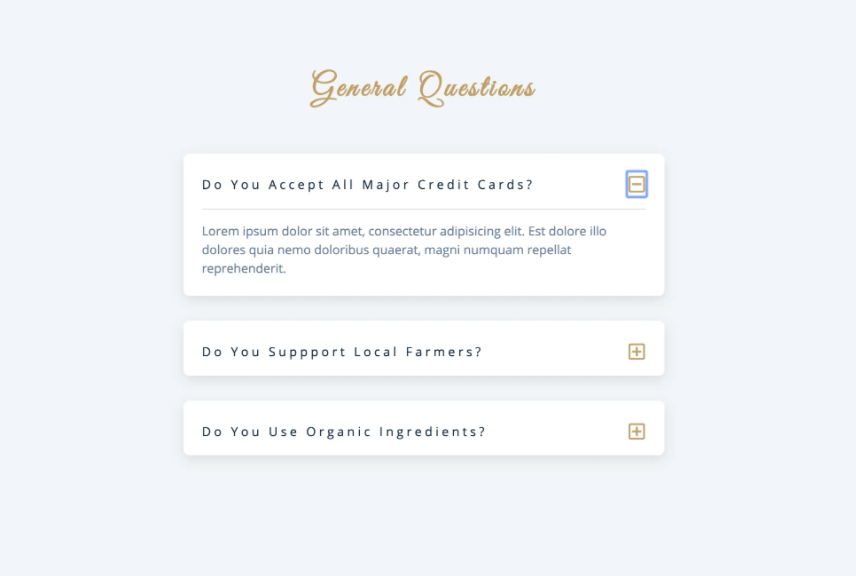 General Questions
Do You Accept All Major Credit Cards?
Lorem ipsum dolor sit amet, consectetur adipisicing elit. Est dolore illo
dolores quia nemo doloribus quaerat, magni numquam repellat
reprehenderit.
Do You Suppport Local Farmers?
Do You Use Organic Ingredients?